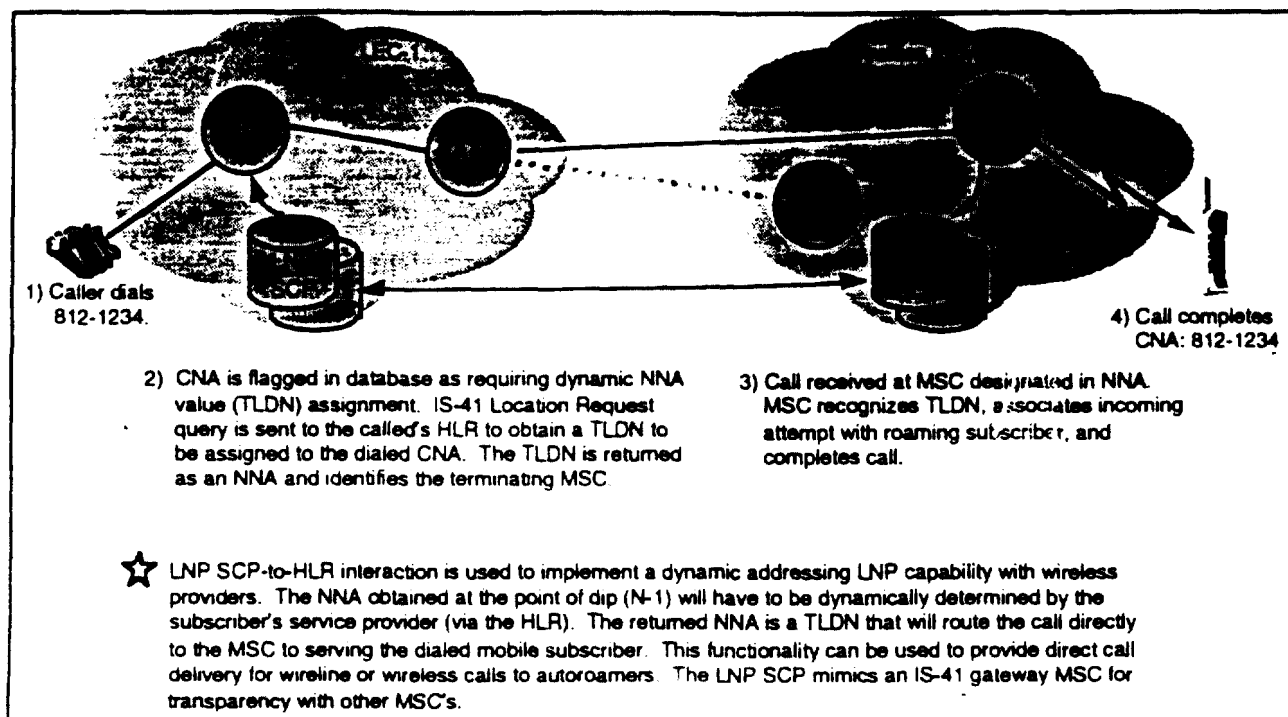 LEC-1
SCP
1) Caller dials
812-1234.
4) Call completes
CNA: 812-1234
2) CNA is flagged in database as requiring dynamic NNA
value (TLDN) assignment. IS-41 Location Request
query is sent to the called's HLR to obtain a TLDN to
be assigned to the dialed CNA. The TLDN is returned
as an NNA and identifies the terminating MSC.
3) Call received at MSC designated in NNA.
MSC recognizes TLDN, associates incoming
attempt with roaming subscriber, and
completes call.
LNP SCP-to-HLR interaction is used to implement a dynamic addressing LNP capability with wireless
providers. The NNA obtained at the point of dip (N-1) will have to be dynamically determined by the
subscriber's service provider (via the HLR). The returned NNA is a TLDN that will route the call directly
to the MSC to serving the dialed mobile subscriber. This functionality can be used to provide direct call
delivery for wireline or wireless calls to autoroamers. The LNP SCP mimics an IS-41 gateway MSC for
transparency with other MSC's.